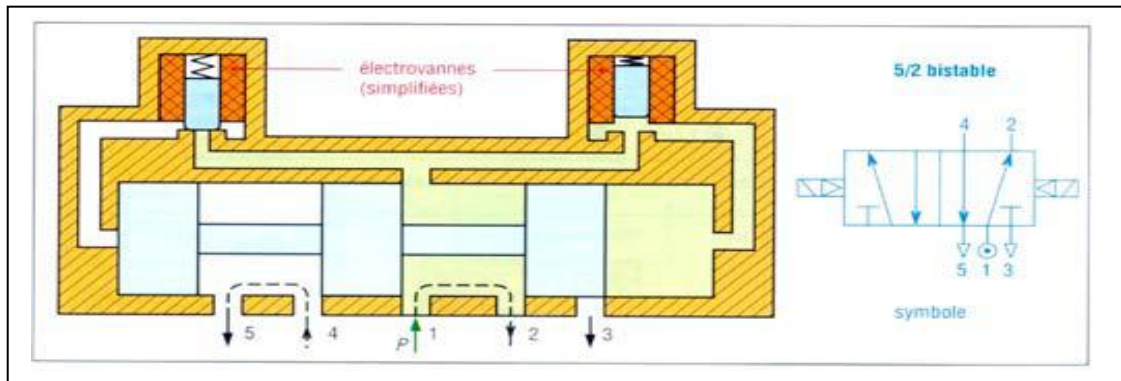 électrovannes
(simplifiées)
5/2 bistable
4 2
5 4 1 2 3
P
5 1 3
symbole